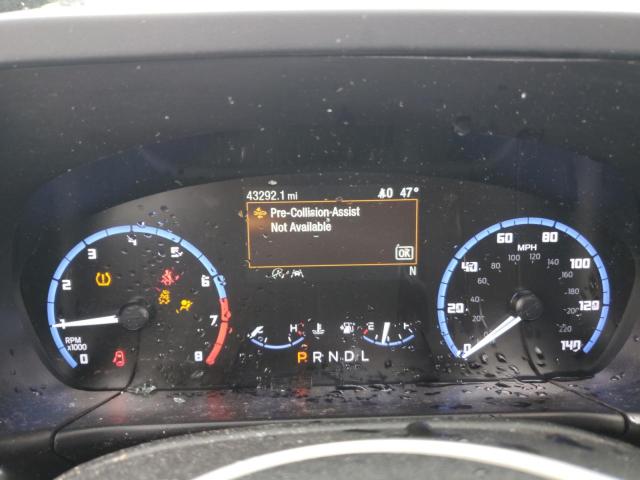 43292.1 mi 47°
Pre-Collision-Assist
Not Available
OK
N
0 1 2 3 4 5 6 7 8
RPM
x1000
H E F
P R N D L
0 20 40 60 80 100 120 140
MPH
20 40 60 80 100 120 140 160 180 200 220